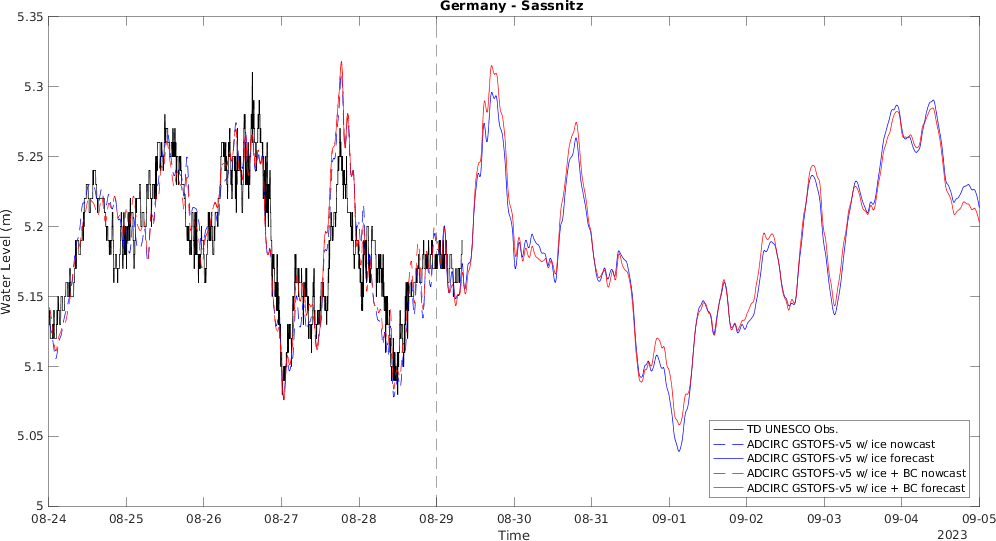 Germany - Sassnitz
5.35
5.3
5.25
5.2
5.15
5.1
5.05
5
Water Level (m)
TD UNESCO Obs.
ADCIRC GSTOFS-v5 w/ ice nowcast
ADCIRC GSTOFS-v5 w/ ice forecast
ADCIRC GSTOFS-v5 w/ ice + BC nowcast
ADCIRC GSTOFS-v5 w/ ice + BC forecast
08-24 08-25 08-26 08-27 08-28 08-29 08-30 08-31 09-01 09-02 09-03 09-04 09-05
Time
2023